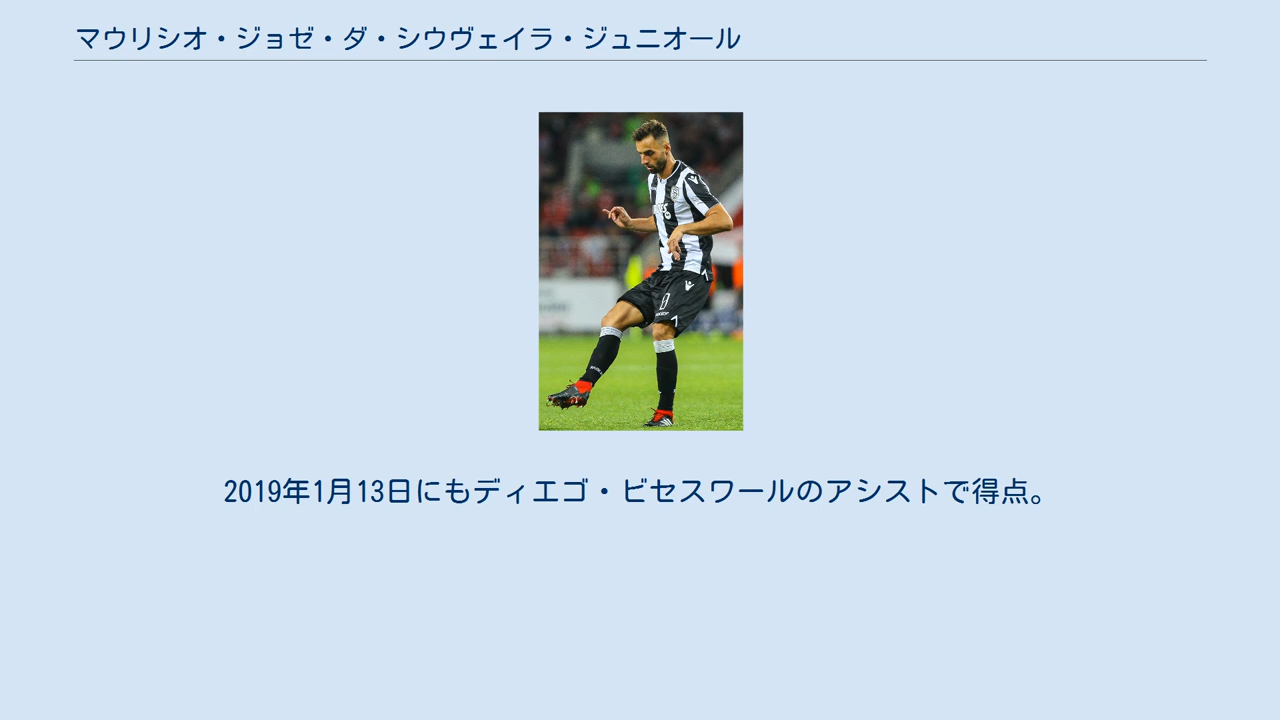 マウリシオ・ジョゼ・ダ・シウヴェイラ・ジュニオール
2019年1月13日にもディエゴ・ビセスワールのアシストで得点。